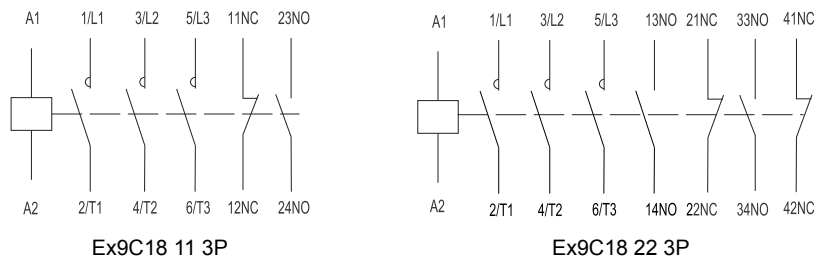 A1 1/L1 3/L2 5/L3 11NC 23NO
A2 2/T1 4/T2 6/T3 12NC 24NO
Ex9C18 11 3P
A1 1/L1 3/L2 5/L3 13NO 21NC 33NO 41NC
A2 2/T1 4/T2 6/T3 14NO 22NC 34NO 42NC
Ex9C18 22 3P